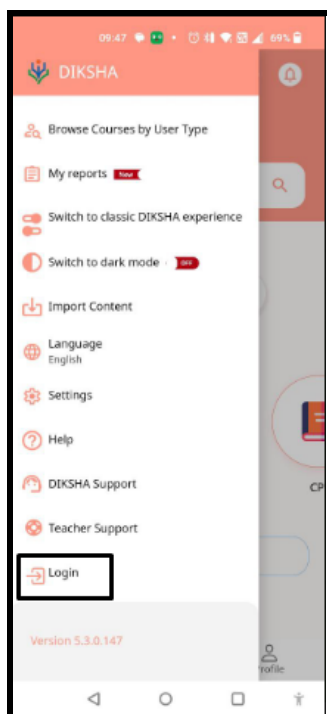 09:47 69%
DIKSHA
Browse Courses by User Type
My reports New
Switch to classic DIKSHA experience
Switch to dark mode OFF
Import Content
Language
English
Settings
Help
DIKSHA Support
CP
Teacher Support
Login
Version 5.3.0.147
rofile